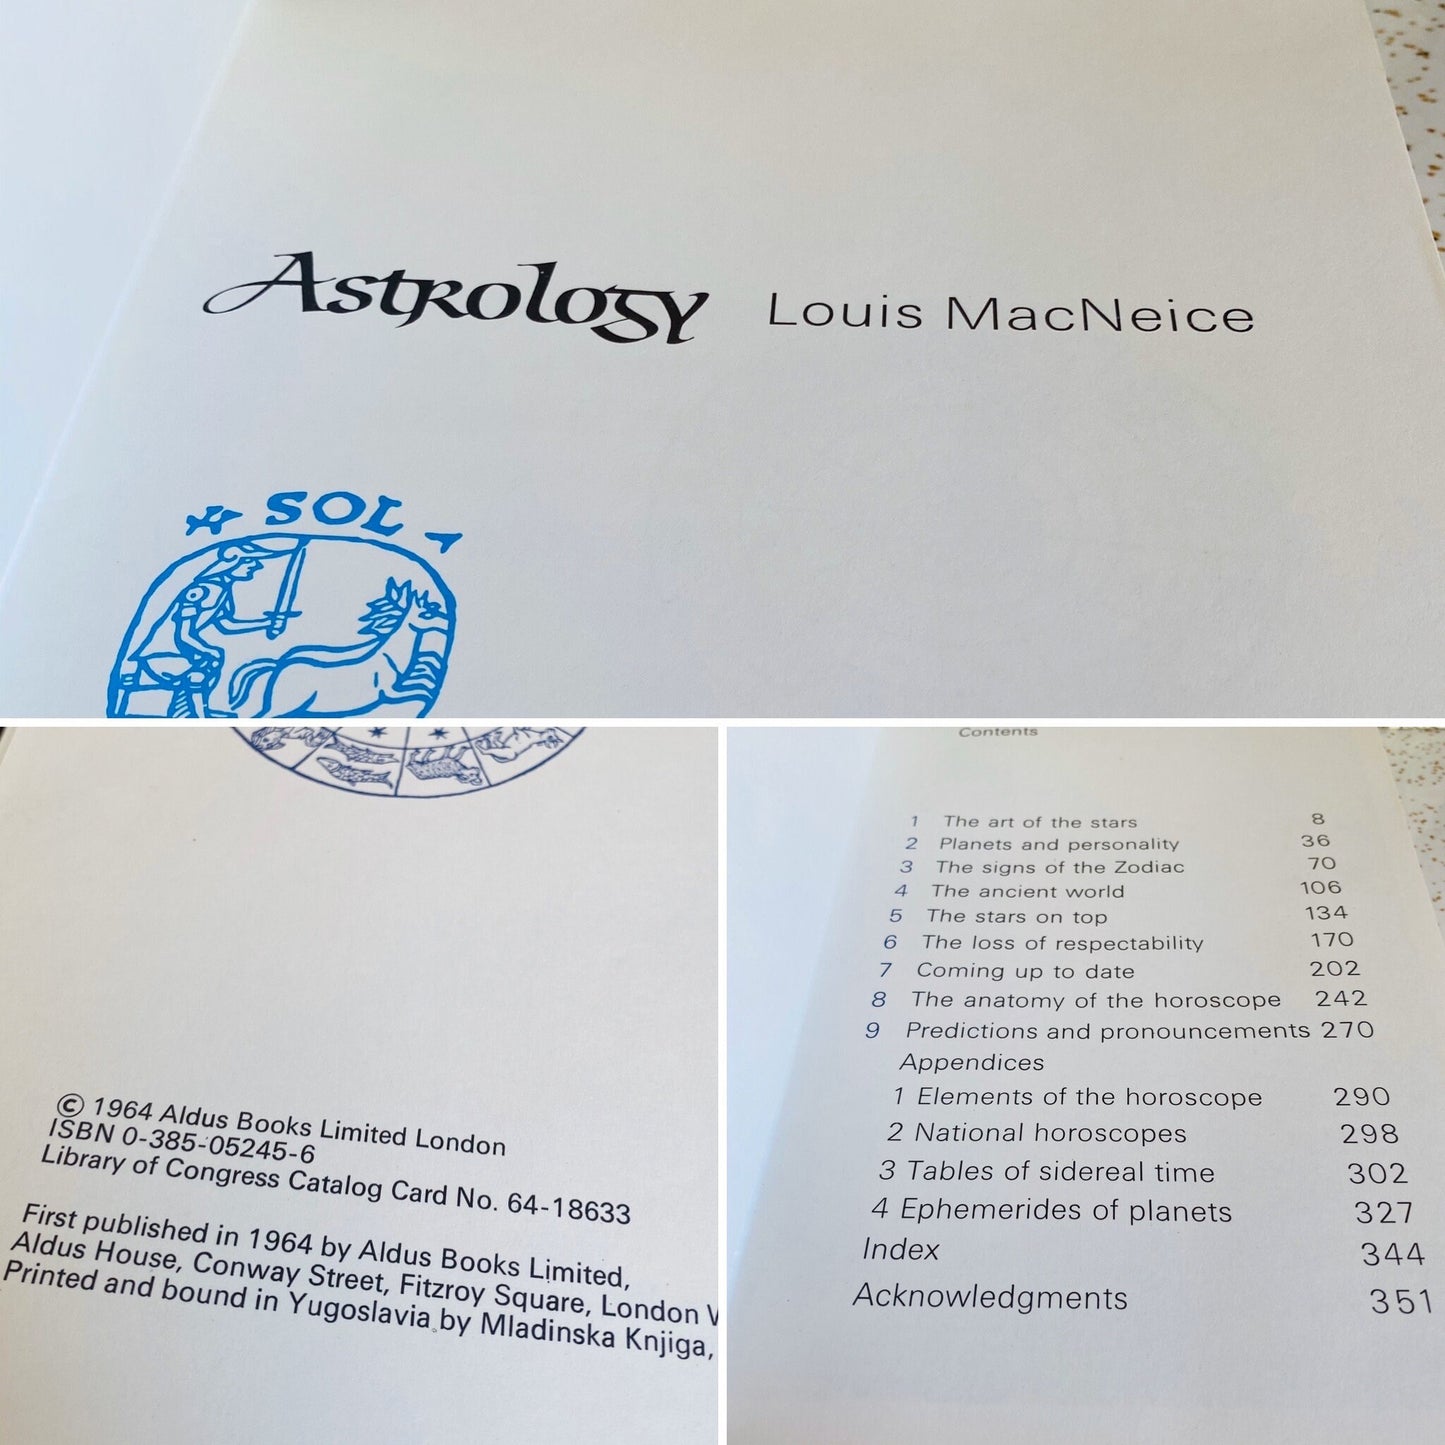 Astrology Louis MacNeice
SOL
© 1964 Aldus Books Limited London
ISBN 0-385-05245-6
Library of Congress Catalog Card No. 64-18633
First published in 1964 by Aldus Books Limited,
Aldus House, Conway Street, Fitzroy Square, London
Printed and bound in Yugoslavia by Mladinska Knjiga,
Contents
1 The art of the stars 8
2 Planets and personality 36
3 The signs of the Zodiac 70
4 The ancient world 106
5 The stars on top 134
6 The loss of respectability 170
7 Coming up to date 202
8 The anatomy of the horoscope 242
9 Predictions and pronouncements 270
Appendices
1 Elements of the horoscope 290
2 National horoscopes 298
3 Tables of sidereal time 302
4 Ephemerides of planets 327
Index 344
Acknowledgments 351